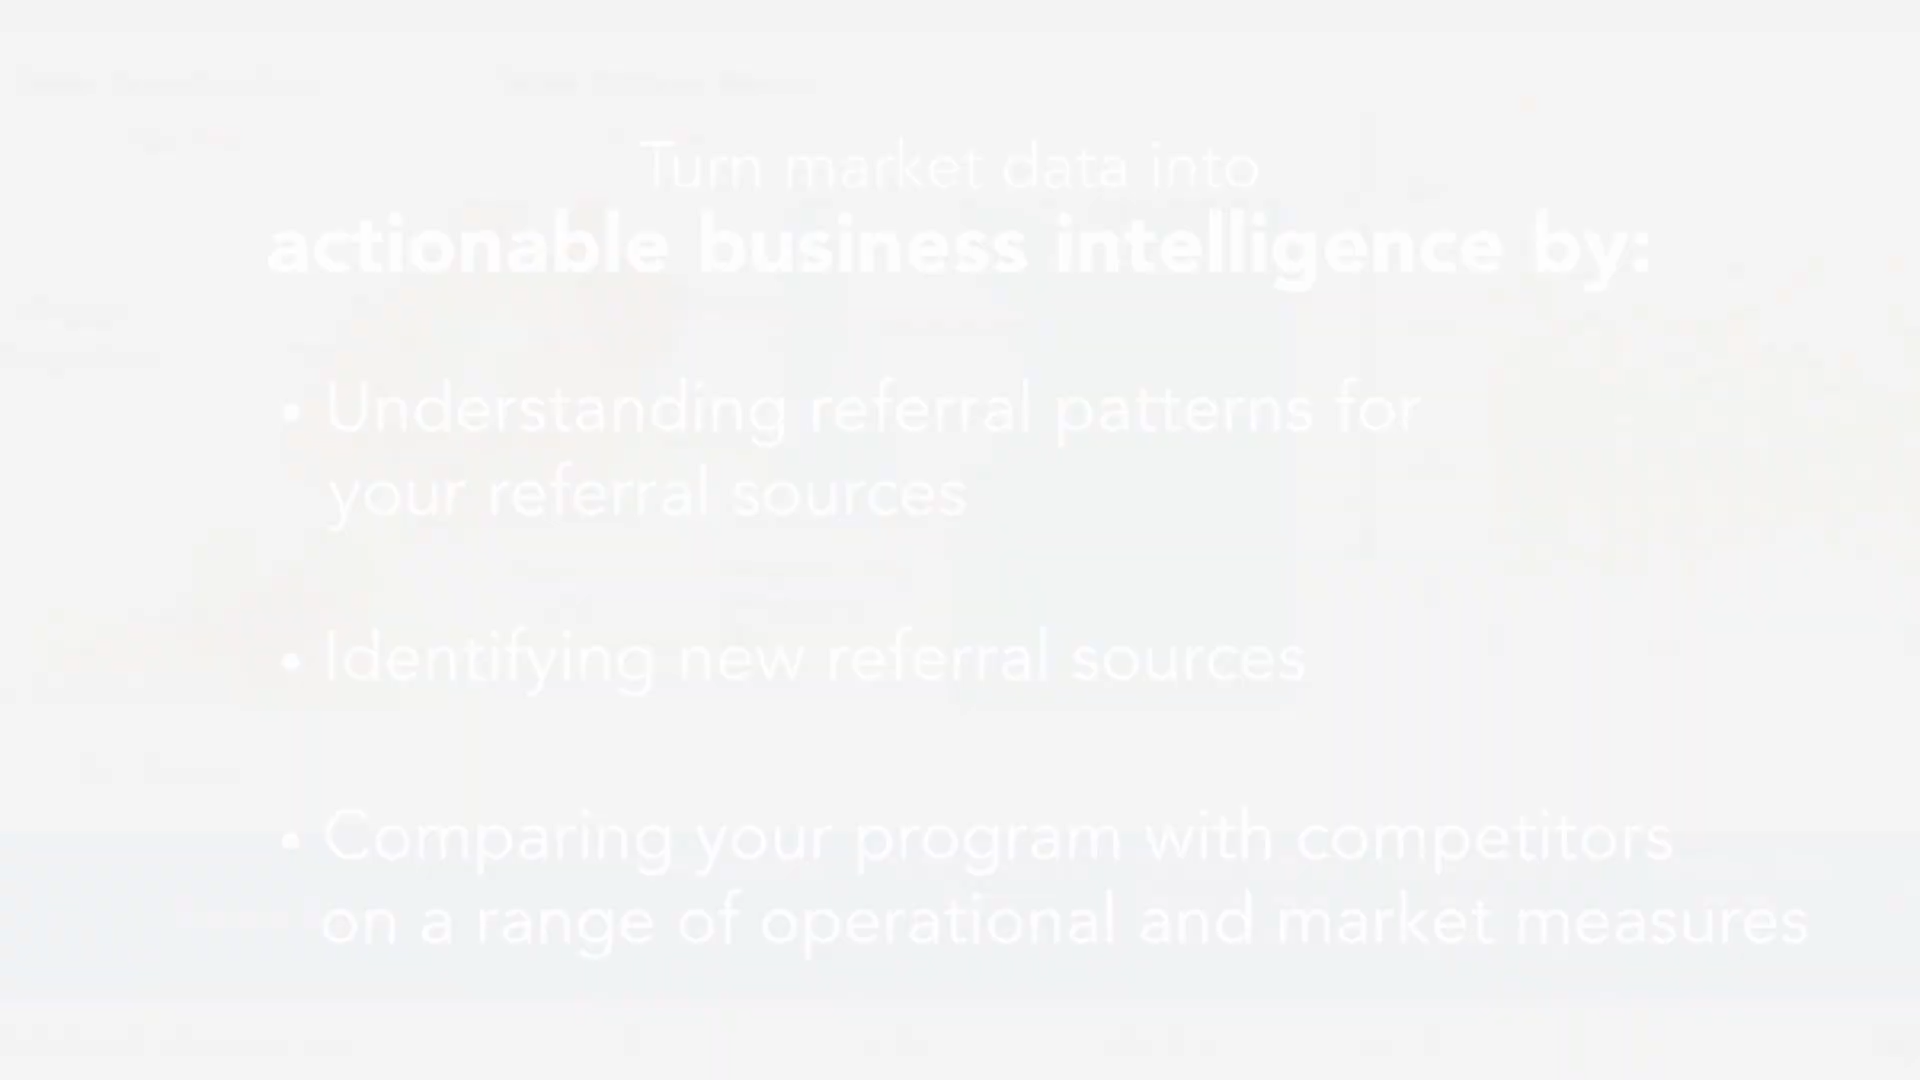 Turn market data into
actionable business intelligence by:
• Understanding referral patterns for
your referral sources
• Identifying new referral sources
• Comparing your program with competitors
on a range of operational and market measures